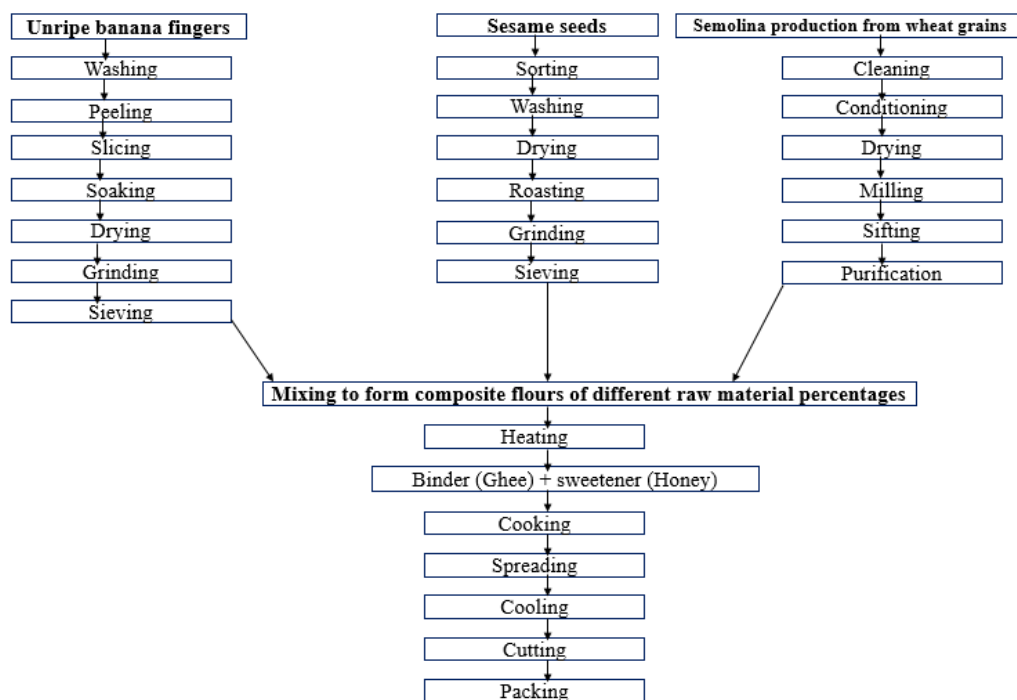 Unripe banana fingers
Washing
Peeling
Slicing
Soaking
Drying
Grinding
Sieving
Sesame seeds
Sorting
Washing
Drying
Roasting
Grinding
Sieving
Semolina production from wheat grains
Cleaning
Conditioning
Drying
Milling
Sifting
Purification
Mixing to form composite flours of different raw material percentages
Heating
Binder (Ghee) + sweetener (Honey)
Cooking
Spreading
Cooling
Cutting
Packing